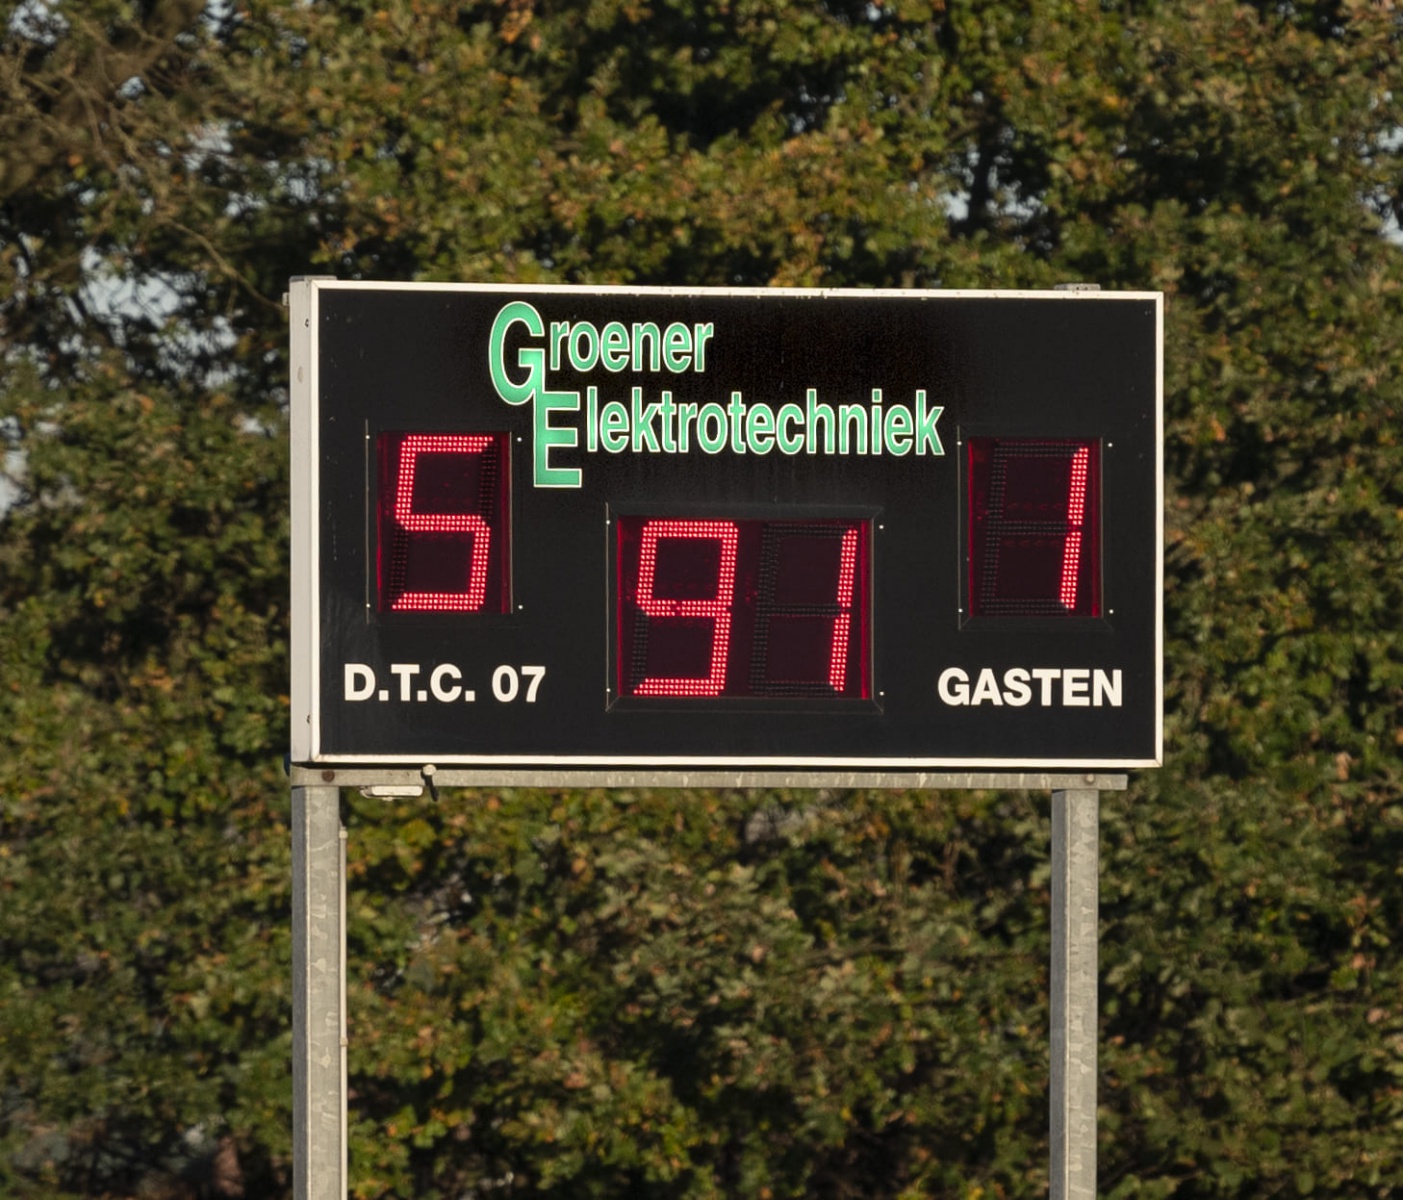 Groener
Elektrotechniek
5 91 1
D.T.C. 07 GASTEN